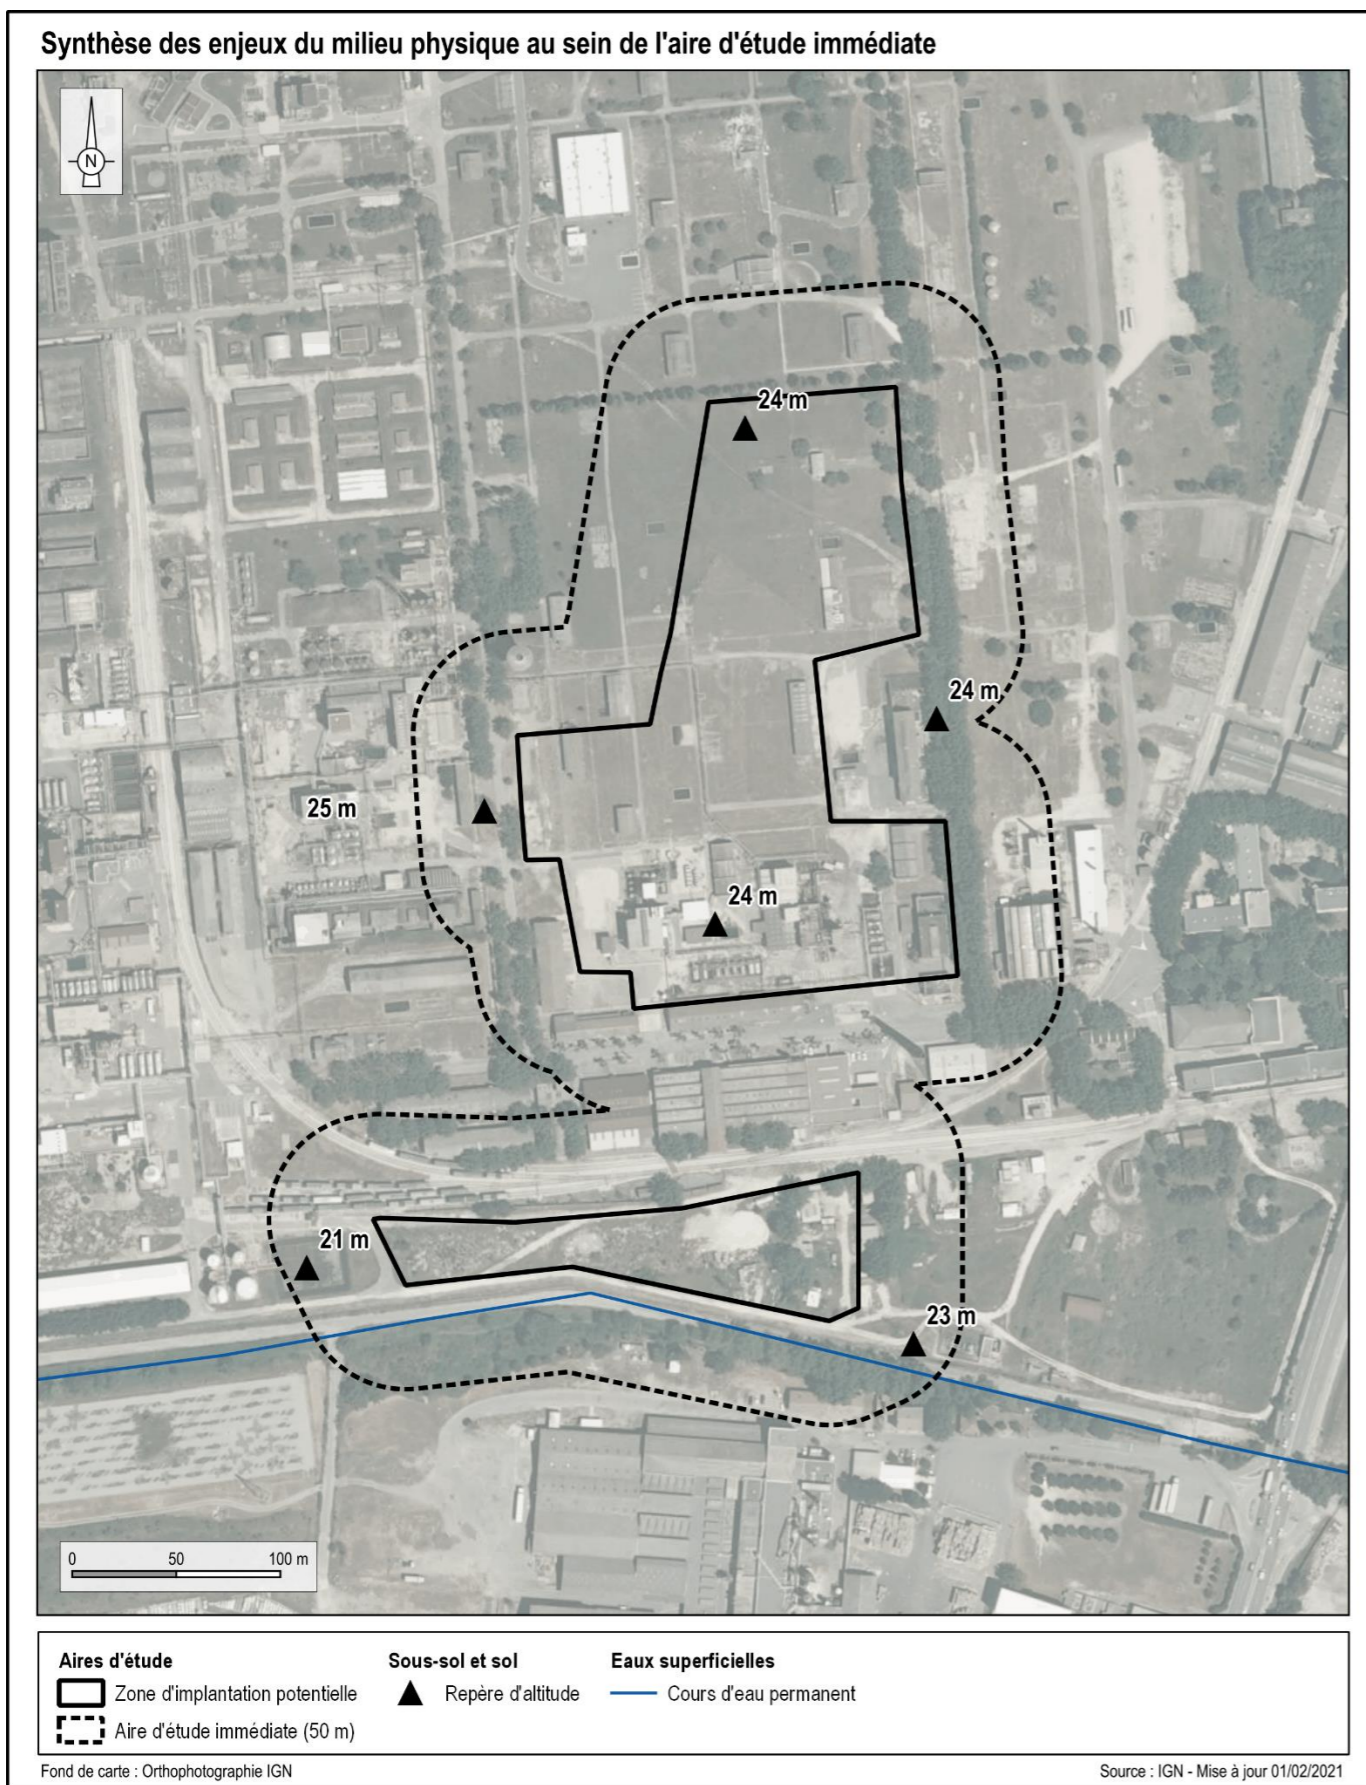 Synthèse des enjeux du milieu physique au sein de l'aire d'étude immédiate
N
24 m
24 m
25 m
24 m
21 m
23 m
0 50 100 m
Aires d'étude
Zone d'implantation potentielle
Aire d'étude immédiate (50 m)
Sous-sol et sol
Repère d'altitude
Eaux superficielles
Cours d'eau permanent
Fond de carte : Orthophotographie IGN
Source : IGN - Mise à jour 01/02/2021